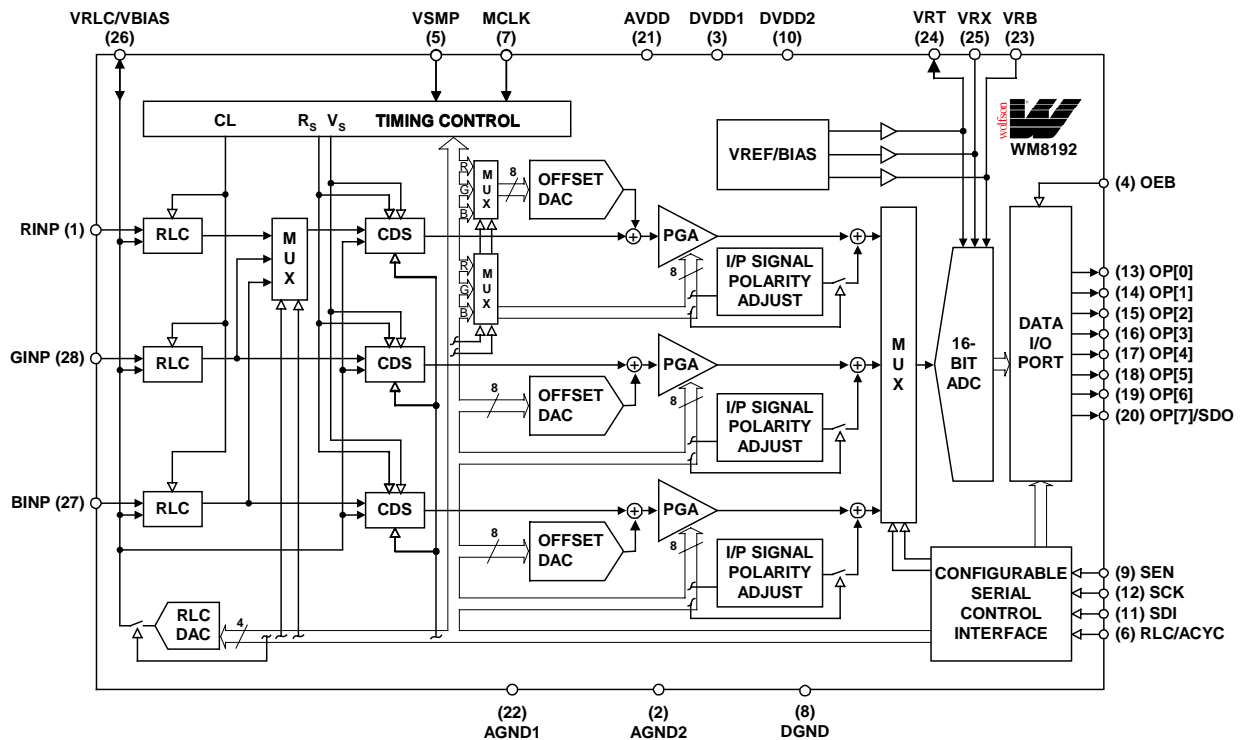 VRLC/VBIAS
(26)
VSMP
(5)
MCLK
(7)
AVDD
(21)
DVDD1
(3)
DVDD2
(10)
VRT
(24)
VRX
(25)
VRB
(23)
CL
RS
VS
TIMING CONTROL
VREF/BIAS
wolfson
WM8192
R
G
B
MUX
8
OFFSET
DAC
(4) OEB
RINP (1)
RLC
MUX
CDS
PGA
R
G
B
MUX
8
I/P SIGNAL
POLARITY
ADJUST
MUX
16-
BIT
ADC
DATA
I/O
PORT
(13) OP[0]
(14) OP[1]
(15) OP[2]
(16) OP[3]
(17) OP[4]
(18) OP[5]
(19) OP[6]
(20) OP[7]/SDO
GINP (28)
RLC
CDS
PGA
8
OFFSET
DAC
8
I/P SIGNAL
POLARITY
ADJUST
BINP (27)
RLC
CDS
PGA
8
OFFSET
DAC
8
I/P SIGNAL
POLARITY
ADJUST
CONFIGURABLE
SERIAL
CONTROL
INTERFACE
(9) SEN
(12) SCK
(11) SDI
(6) RLC/ACYC
RLC
DAC
4
(22)
AGND1
(2)
AGND2
(8)
DGND